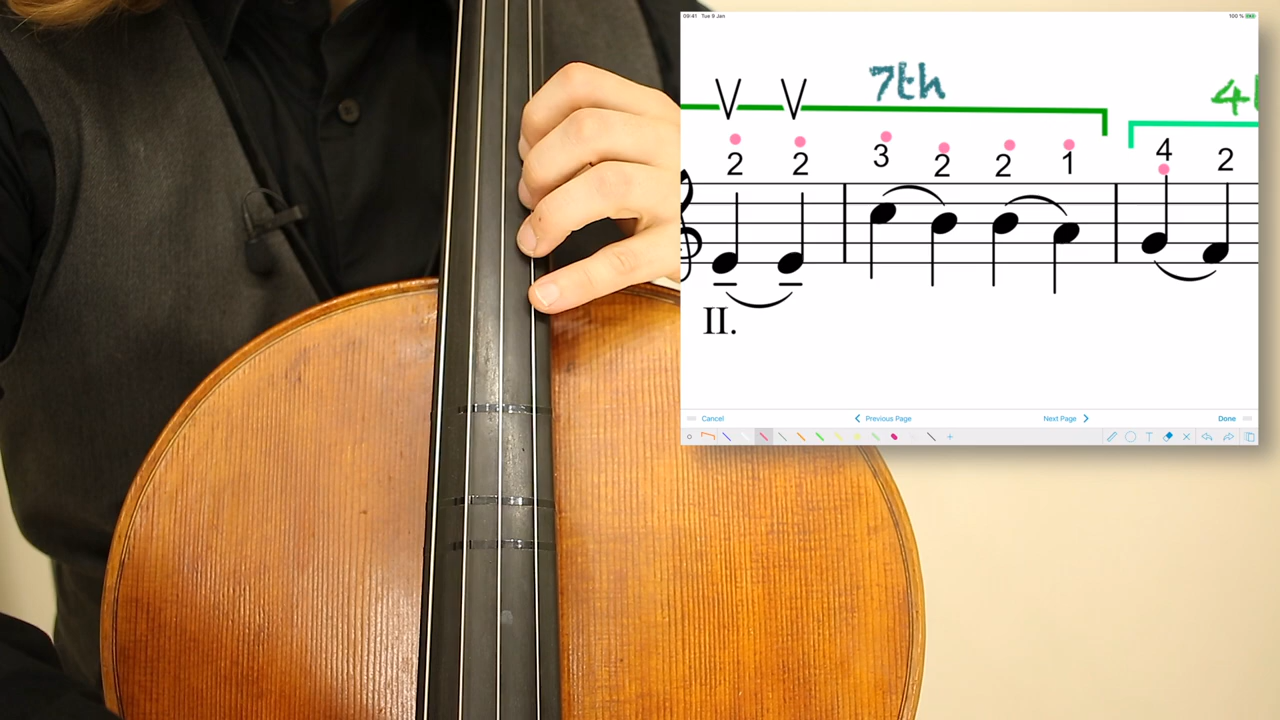 09:41 Tue 9 Jan 100 %
7th
V V
2 2 3 2 2 1 4 2
II.
Cancel Previous Page Next Page Done
T